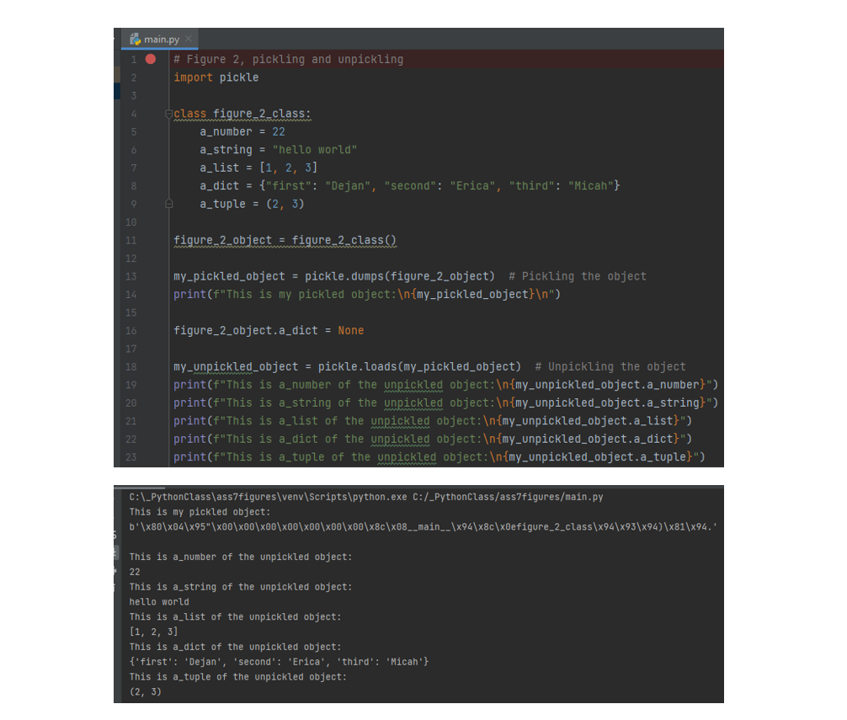 main.py
1 # Figure 2, pickling and unpickling
2 import pickle
3
4 class figure_2_class:
5     a_number = 22
6     a_string = "hello world"
7     a_list = [1, 2, 3]
8     a_dict = {"first": "Dejan", "second": "Erica", "third": "Micah"}
9     a_tuple = (2, 3)
10
11 figure_2_object = figure_2_class()
12
13 my_pickled_object = pickle.dumps(figure_2_object)  # Pickling the object
14 print(f"This is my pickled object:\n{my_pickled_object}\n")
15
16 figure_2_object.a_dict = None
17
18 my_unpickled_object = pickle.loads(my_pickled_object)  # Unpickling the object
19 print(f"This is a_number of the unpickled object:\n{my_unpickled_object.a_number}")
20 print(f"This is a_string of the unpickled object:\n{my_unpickled_object.a_string}")
21 print(f"This is a_list of the unpickled object:\n{my_unpickled_object.a_list}")
22 print(f"This is a_dict of the unpickled object:\n{my_unpickled_object.a_dict}")
23 print(f"This is a_tuple of the unpickled object:\n{my_unpickled_object.a_tuple}")
C:\_PythonClass\ass7figures\venv\Scripts\python.exe C:/_PythonClass/ass7figures/main.py
This is my pickled object:
b'\x80\x04\x95"\x00\x00\x00\x00\x00\x00\x00\x8c\x08__main__\x94\x8c\x0efigure_2_class\x94\x93\x94)\x81\x94.'
This is a_number of the unpickled object:
22
This is a_string of the unpickled object:
hello world
This is a_list of the unpickled object:
[1, 2, 3]
This is a_dict of the unpickled object:
{'first': 'Dejan', 'second': 'Erica', 'third': 'Micah'}
This is a_tuple of the unpickled object:
(2, 3)